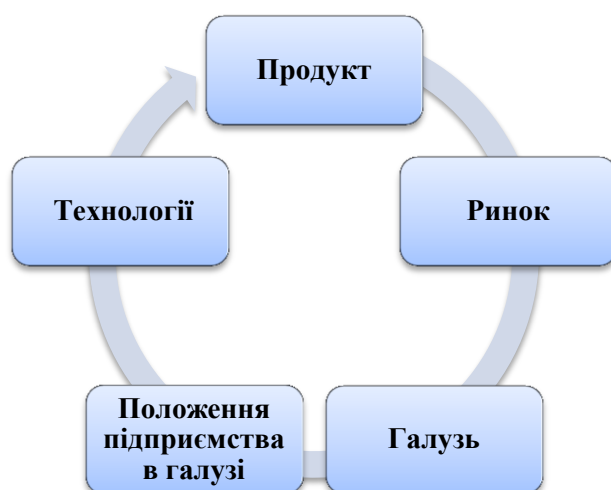 Продукт
Ринок
Галузь
Положення
підприємства
в галузі
Технології